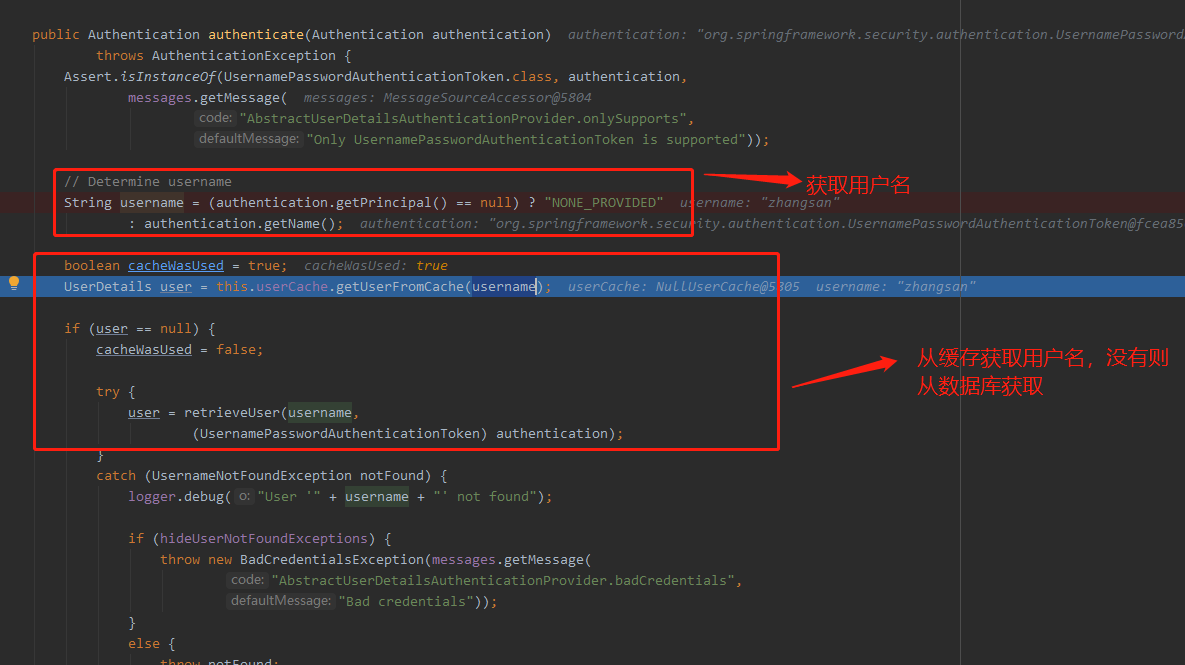 public Authentication authenticate(Authentication authentication) authentication: "org.springframework.security.authentication.UsernamePassword
throws AuthenticationException {
Assert.isInstanceOf(UsernamePasswordAuthenticationToken.class, authentication,
messages.getMessage( messages: MessageSourceAccessor@5804
code: "AbstractUserDetailsAuthenticationProvider.onlySupports",
defaultMessage: "Only UsernamePasswordAuthenticationToken is supported"));
// Determine username
获取用户名
String username = (authentication.getPrincipal() == null) ? "NONE_PROVIDED" username: "zhangsan"
: authentication.getName(); authentication: "org.springframework.security.authentication.UsernamePasswordAuthenticationToken@fcea85
boolean cacheWasUsed = true; cacheWasUsed: true
UserDetails user = this.userCache.getUserFromCache(username); userCache: NullUserCache@5805 username: "zhangsan"
if (user == null) {
cacheWasUsed = false;
从缓存获取用户名，没有则
从数据库获取
try {
user = retrieveUser(username,
(UsernamePasswordAuthenticationToken) authentication);
}
catch (UsernameNotFoundException notFound) {
logger.debug( o: "User '" + username + "' not found");
if (hideUserNotFoundExceptions) {
throw new BadCredentialsException(messages.getMessage(
code: "AbstractUserDetailsAuthenticationProvider.badCredentials",
defaultMessage: "Bad credentials"));
}
else {
throw notFound;